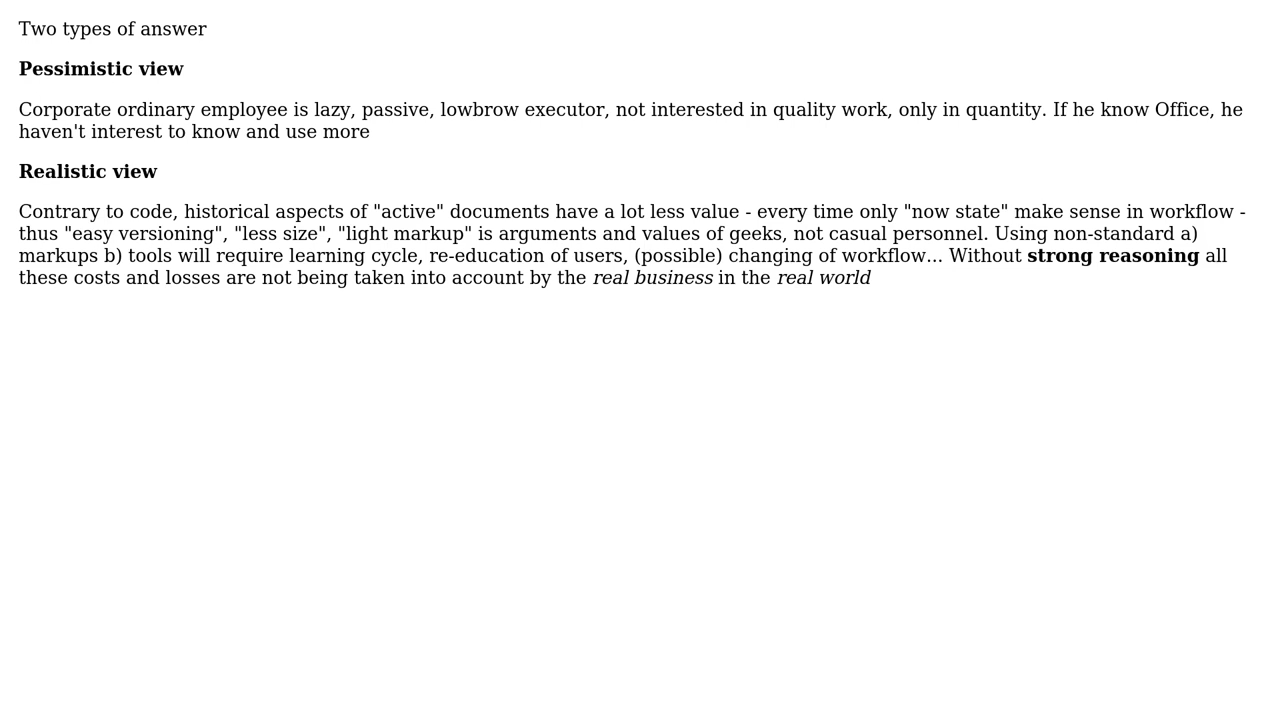 Two types of answer
Pessimistic view
Corporate ordinary employee is lazy, passive, lowbrow executor, not interested in quality work, only in quantity. If he know Office, he
haven't interest to know and use more
Realistic view
Contrary to code, historical aspects of "active" documents have a lot less value - every time only "now state" make sense in workflow -
thus "easy versioning", "less size", "light markup" is arguments and values of geeks, not casual personnel. Using non-standard a)
markups b) tools will require learning cycle, re-education of users, (possible) changing of workflow... Without strong reasoning all
these costs and losses are not being taken into account by the real business in the real world